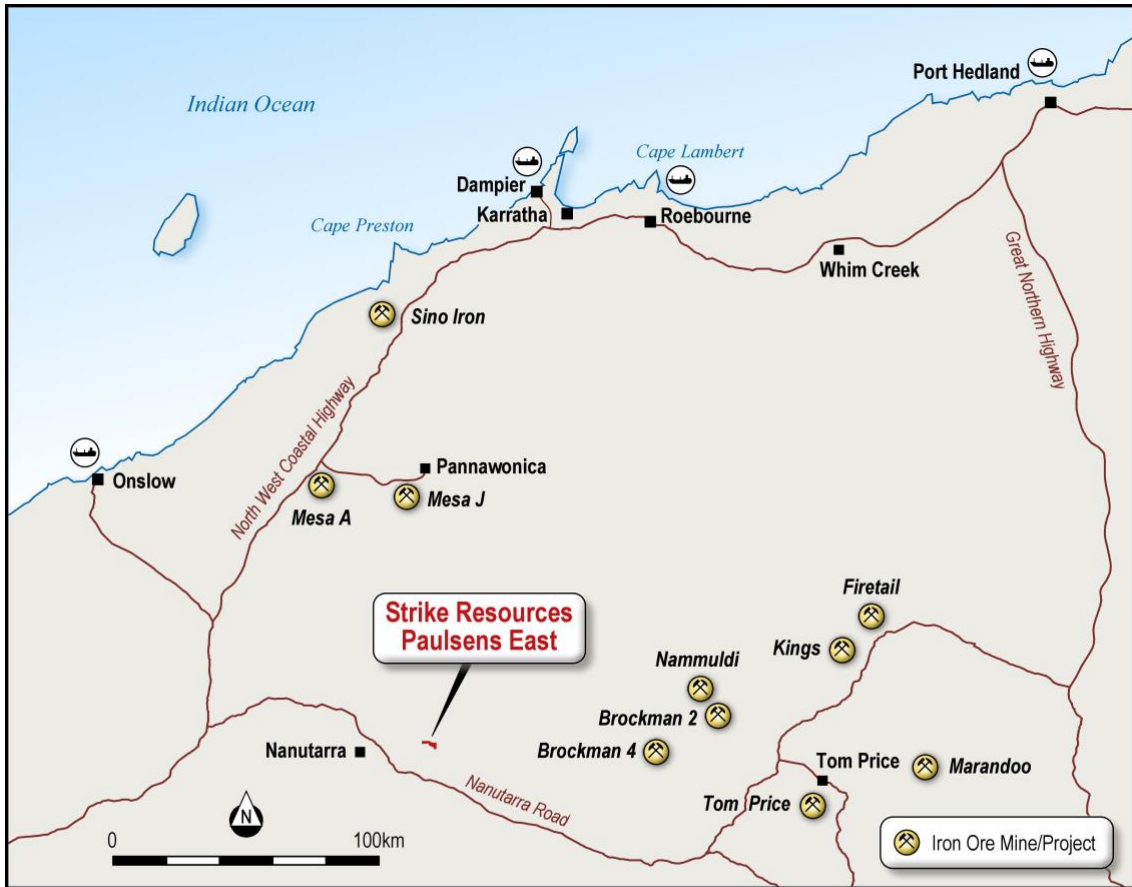 Port Hedland
Indian Ocean
Cape Lambert
Dampier
Karratha
Roebourne
Cape Preston
Whim Creek
Great Northern Highway
Sino Iron
North West Coastal Highway
Onslow
Pannawonica
Mesa A
Mesa J
Strike Resources
Paulsens East
Firetail
Kings
Nammuldi
Brockman 2
Brockman 4
Nanutarra
Nanutarra Road
Tom Price
Marandoo
Tom Price
N
0
100km
Iron Ore Mine/Project